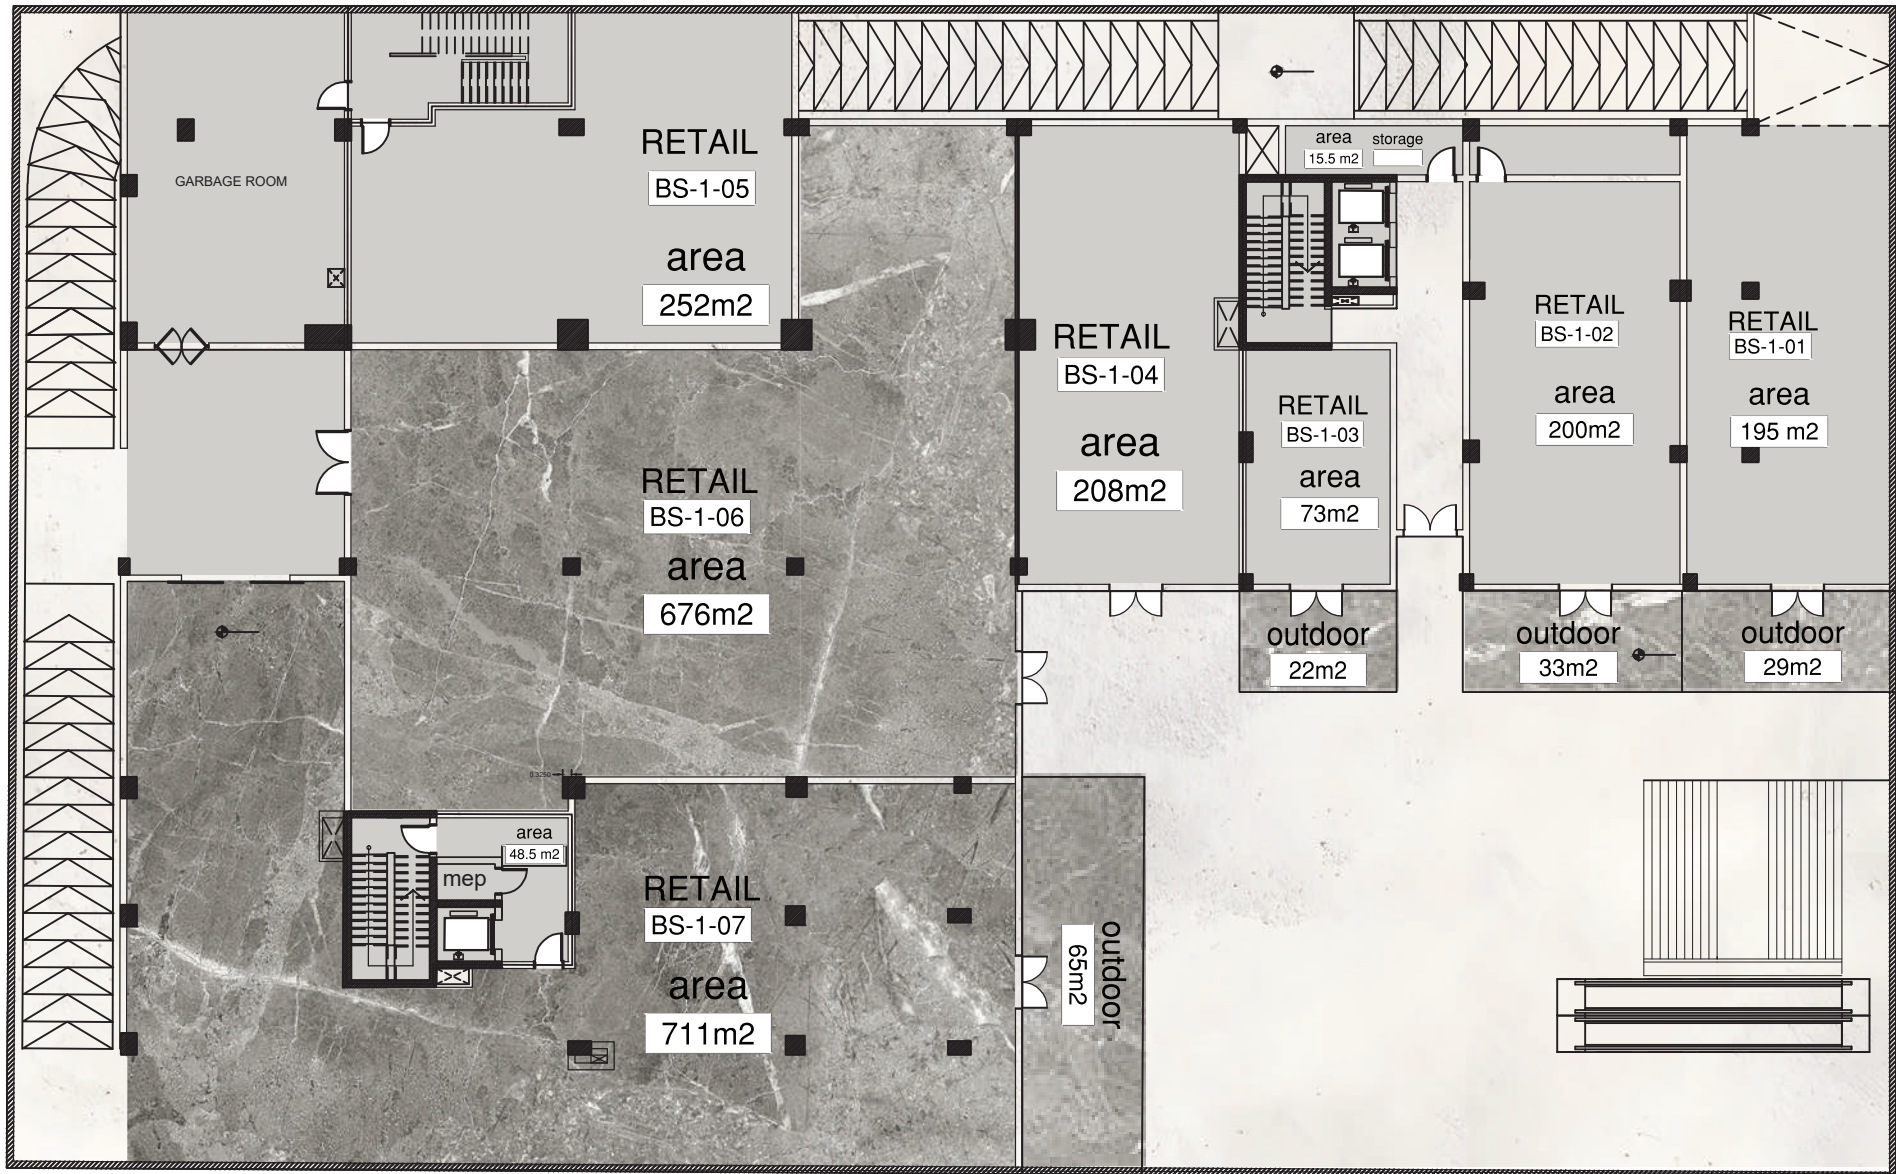 GARBAGE ROOM
RETAIL
BS-1-05
area
252m2
area
15.5 m2
storage
RETAIL
BS-1-04
area
208m2
RETAIL
BS-1-03
area
73m2
RETAIL
BS-1-02
area
200m2
RETAIL
BS-1-01
area
195 m2
RETAIL
BS-1-06
area
676m2
outdoor
22m2
outdoor
33m2
outdoor
29m2
area
48.5 m2
mep
RETAIL
BS-1-07
area
711m2
outdoor
65m2